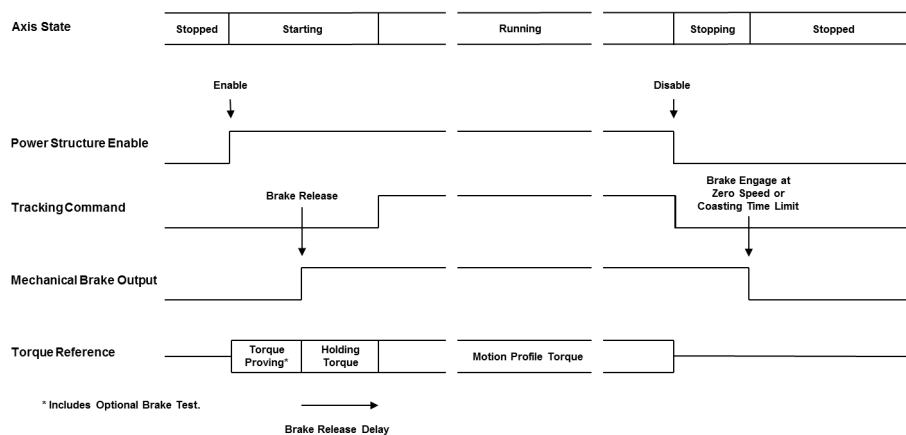 Axis State
Stopped
Starting
Running
Stopping
Stopped
Enable
Disable
Power Structure Enable
Brake Release
Brake Engage at
Zero Speed or
Coasting Time Limit
Tracking Command
Mechanical Brake Output
Torque Reference
Torque
Proving*
Holding
Torque
Motion Profile Torque
* Includes Optional Brake Test.
Brake Release Delay